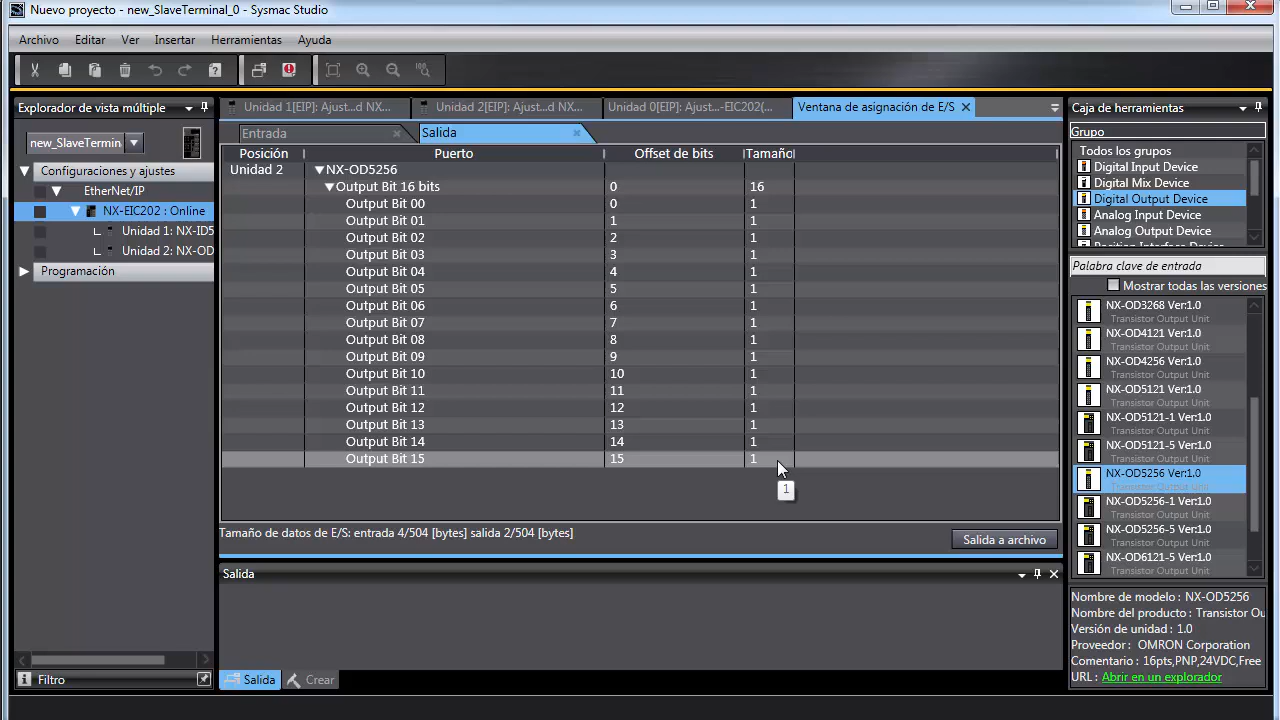 Nuevo proyecto - new_SlaveTerminal_0 - Sysmac Studio
Archivo Editar Ver Insertar Herramientas Ayuda
Explorador de vista múltiple
new_SlaveTermin
Configuraciones y ajustes
EtherNet/IP
NX-EIC202 : Online
Unidad 1: NX-ID5
Unidad 2: NX-OD
Programación
Filtro
Unidad 1[EIP]: Ajust...d NX... Unidad 2[EIP]: Ajust...d NX... Unidad 0[EIP]: Ajust...-EIC202(... Ventana de asignación de E/S
Entrada Salida
Posición Puerto Offset de bits Tamaño
Unidad 2 NX-OD5256
Output Bit 16 bits 0 16
Output Bit 00 0 1
Output Bit 01 1 1
Output Bit 02 2 1
Output Bit 03 3 1
Output Bit 04 4 1
Output Bit 05 5 1
Output Bit 06 6 1
Output Bit 07 7 1
Output Bit 08 8 1
Output Bit 09 9 1
Output Bit 10 10 1
Output Bit 11 11 1
Output Bit 12 12 1
Output Bit 13 13 1
Output Bit 14 14 1
Output Bit 15 15 1
1
Tamaño de datos de E/S: entrada 4/504 [bytes] salida 2/504 [bytes]
Salida a archivo
Salida
Salida Crear
Caja de herramientas
Grupo
Todos los grupos
Digital Input Device
Digital Mix Device
Digital Output Device
Analog Input Device
Analog Output Device
Position Interface Device
Palabra clave de entrada
Mostrar todas las versiones
NX-OD3268 Ver:1.0
Transistor Output Unit
NX-OD4121 Ver:1.0
Transistor Output Unit
NX-OD4256 Ver:1.0
Transistor Output Unit
NX-OD5121 Ver:1.0
Transistor Output Unit
NX-OD5121-1 Ver:1.0
Transistor Output Unit
NX-OD5121-5 Ver:1.0
Transistor Output Unit
NX-OD5256 Ver:1.0
Transistor Output Unit
NX-OD5256-1 Ver:1.0
Transistor Output Unit
NX-OD5256-5 Ver:1.0
Transistor Output Unit
NX-OD6121-5 Ver:1.0
Transistor Output Unit
Nombre de modelo : NX-OD5256
Nombre del producto : Transistor Ou
Versión de unidad : 1.0
Proveedor : OMRON Corporation
Comentario : 16pts,PNP,24VDC,Free
URL : Abrir en un explorador